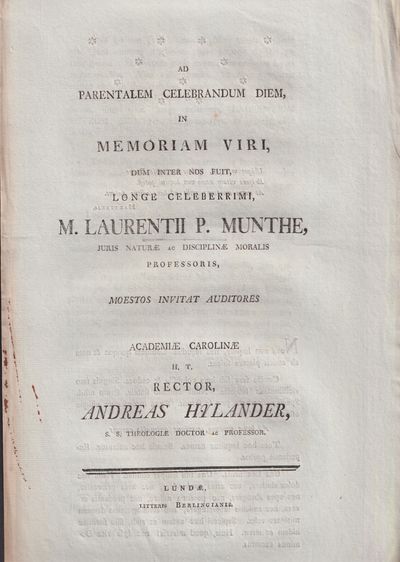 AD
PARENTALEM CELEBRANDUM DIEM,
IN
MEMORIAM VIRI,
DUM INTER NOS FUIT,
LONGE CELEBERRIMI,
M. LAURENTII P. MUNTHE,
JURIS NATURÆ ac DISCIPLINÆ MORALIS
PROFESSORIS,
MOESTOS INVITAT AUDITORES
ACADEMIÆ CAROLINÆ
H. T.
RECTOR,
ANDREAS HYLANDER,
S. S. THEOLOGIÆ DOCTOR ac PROFESSOR.
LUNDÆ,
LITTERIS BERLINGIANIS.